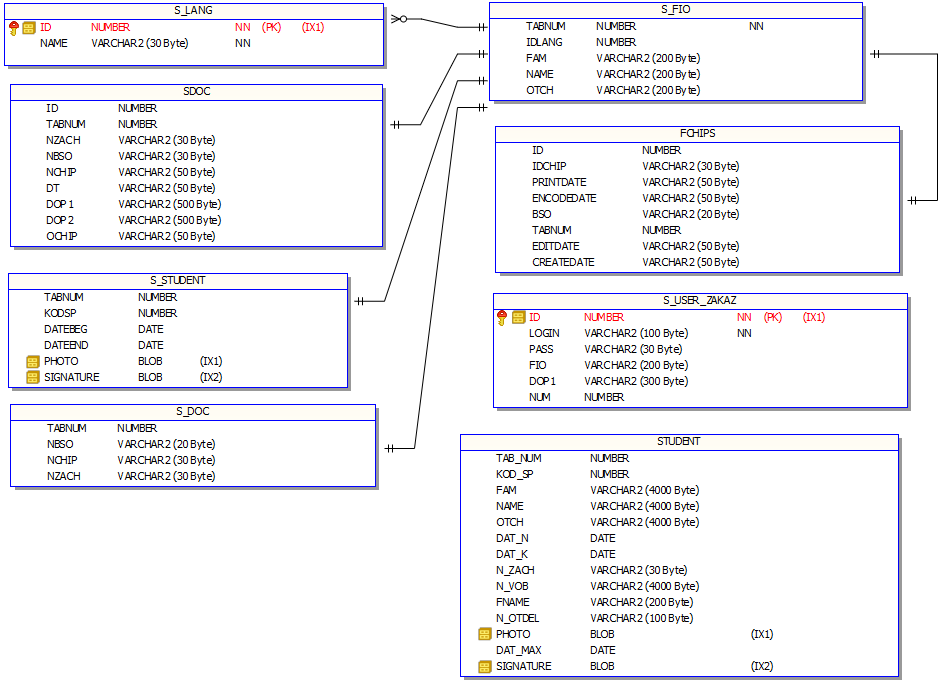 S_LANG
ID NUMBER NN (PK) (IX1)
NAME VARCHAR2 (30 Byte) NN
SDOC
ID NUMBER
TABNUM NUMBER
NZACH VARCHAR2 (30 Byte)
NBSO VARCHAR2 (30 Byte)
NCHIP VARCHAR2 (50 Byte)
DT VARCHAR2 (50 Byte)
DOP1 VARCHAR2 (500 Byte)
DOP2 VARCHAR2 (500 Byte)
OCHIP VARCHAR2 (50 Byte)
S_STUDENT
TABNUM NUMBER
KODSP NUMBER
DATEBEG DATE
DATEEND DATE
PHOTO BLOB (IX1)
SIGNATURE BLOB (IX2)
S_DOC
TABNUM NUMBER
NBSO VARCHAR2 (20 Byte)
NCHIP VARCHAR2 (30 Byte)
NZACH VARCHAR2 (30 Byte)
S_FIO
TABNUM NUMBER NN
IDLANG NUMBER
FAM VARCHAR2 (200 Byte)
NAME VARCHAR2 (200 Byte)
OTCH VARCHAR2 (200 Byte)
FCHIPS
ID NUMBER
IDCHIP VARCHAR2 (30 Byte)
PRINTDATE VARCHAR2 (50 Byte)
ENCODEDATE VARCHAR2 (50 Byte)
BSO VARCHAR2 (20 Byte)
TABNUM NUMBER
EDITDATE VARCHAR2 (50 Byte)
CREATEDATE VARCHAR2 (50 Byte)
S_USER_ZAKAZ
ID NUMBER NN (PK) (IX1)
LOGIN VARCHAR2 (100 Byte) NN
PASS VARCHAR2 (30 Byte)
FIO VARCHAR2 (200 Byte)
DOP1 VARCHAR2 (300 Byte)
NUM NUMBER
STUDENT
TAB_NUM NUMBER
KOD_SP NUMBER
FAM VARCHAR2 (4000 Byte)
NAME VARCHAR2 (4000 Byte)
OTCH VARCHAR2 (4000 Byte)
DAT_N DATE
DAT_K DATE
N_ZACH VARCHAR2 (30 Byte)
N_VOB VARCHAR2 (4000 Byte)
FNAME VARCHAR2 (200 Byte)
N_OTDEL VARCHAR2 (100 Byte)
PHOTO BLOB (IX1)
DAT_MAX DATE
SIGNATURE BLOB (IX2)